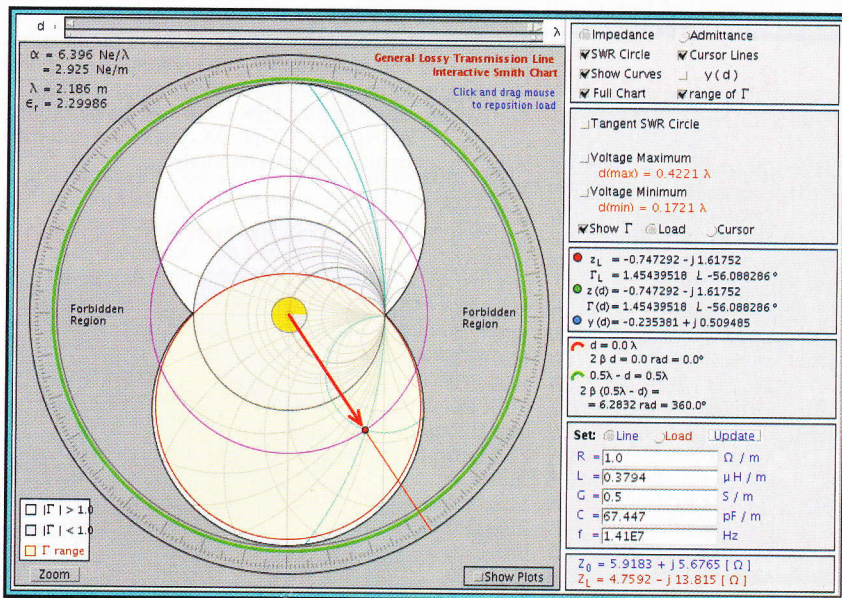 d :
λ
α = 6.396 Ne/λ
= 2.925 Ne/m
λ = 2.186 m
ϵr = 2.29986
General Lossy Transmission Line
Interactive Smith Chart
Click and drag mouse
to reposition load
Forbidden
Region
Forbidden
Region
|Γ| > 1.0
|Γ| < 1.0
Γ range
Zoom
Show Plots
Impedance
Admittance
SWR Circle
Cursor Lines
Show Curves
y(d)
Full Chart
range of Γ
Tangent SWR Circle
Voltage Maximum
d(max) = 0.4221 λ
Voltage Minimum
d(min) = 0.1721 λ
Show Γ
Load
Cursor
zL = -0.747292 - j 1.61752
ΓL = 1.45439518 ∠ -56.088286°
z(d) = -0.747292 - j 1.61752
Γ(d) = 1.45439518 ∠ -56.088286°
y(d) = -0.235381 + j 0.509485
d = 0.0 λ
2 β d = 0.0 rad = 0.0°
0.5λ - d = 0.5λ
2 β (0.5λ - d) =
= 6.2832 rad = 360.0°
Set: Line Load Update
R = 1.0 Ω / m
L = 0.3794 μH / m
G = 0.5 S / m
C = 67.447 pF / m
f = 1.41E7 Hz
Z0 = 5.9183 + j 5.6765 [ Ω ]
ZL = 4.7592 - j 13.815 [ Ω ]